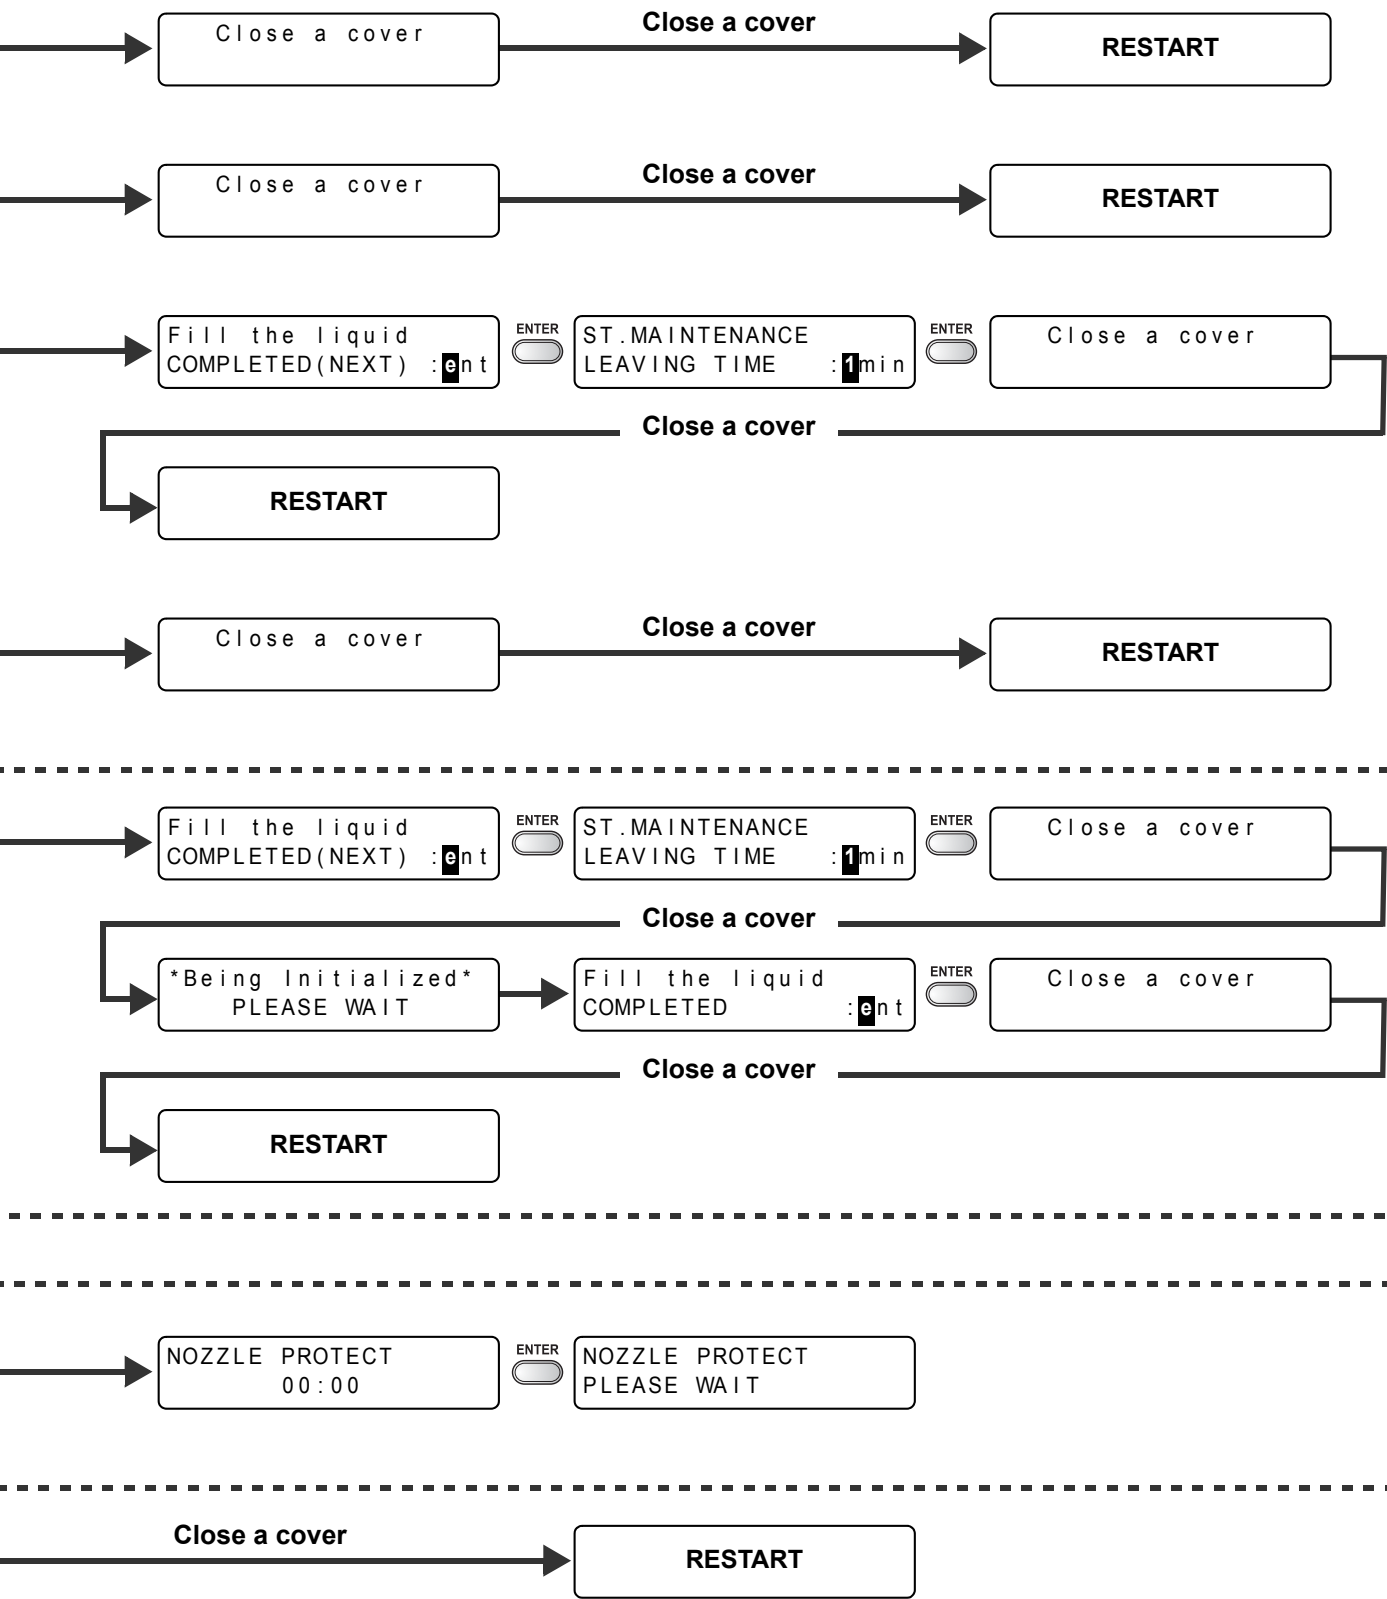 Close a cover
Close a cover
RESTART
Close a cover
Close a cover
RESTART
Fill the liquid
COMPLETED(NEXT) :ent
ENTER
ST.MAINTENANCE
LEAVING TIME :1min
ENTER
Close a cover
Close a cover
RESTART
Close a cover
Close a cover
RESTART
Fill the liquid
COMPLETED(NEXT) :ent
ENTER
ST.MAINTENANCE
LEAVING TIME :1min
ENTER
Close a cover
Close a cover
*Being Initialized*
PLEASE WAIT
Fill the liquid
COMPLETED :ent
ENTER
Close a cover
Close a cover
RESTART
NOZZLE PROTECT
00:00
ENTER
NOZZLE PROTECT
PLEASE WAIT
Close a cover
RESTART